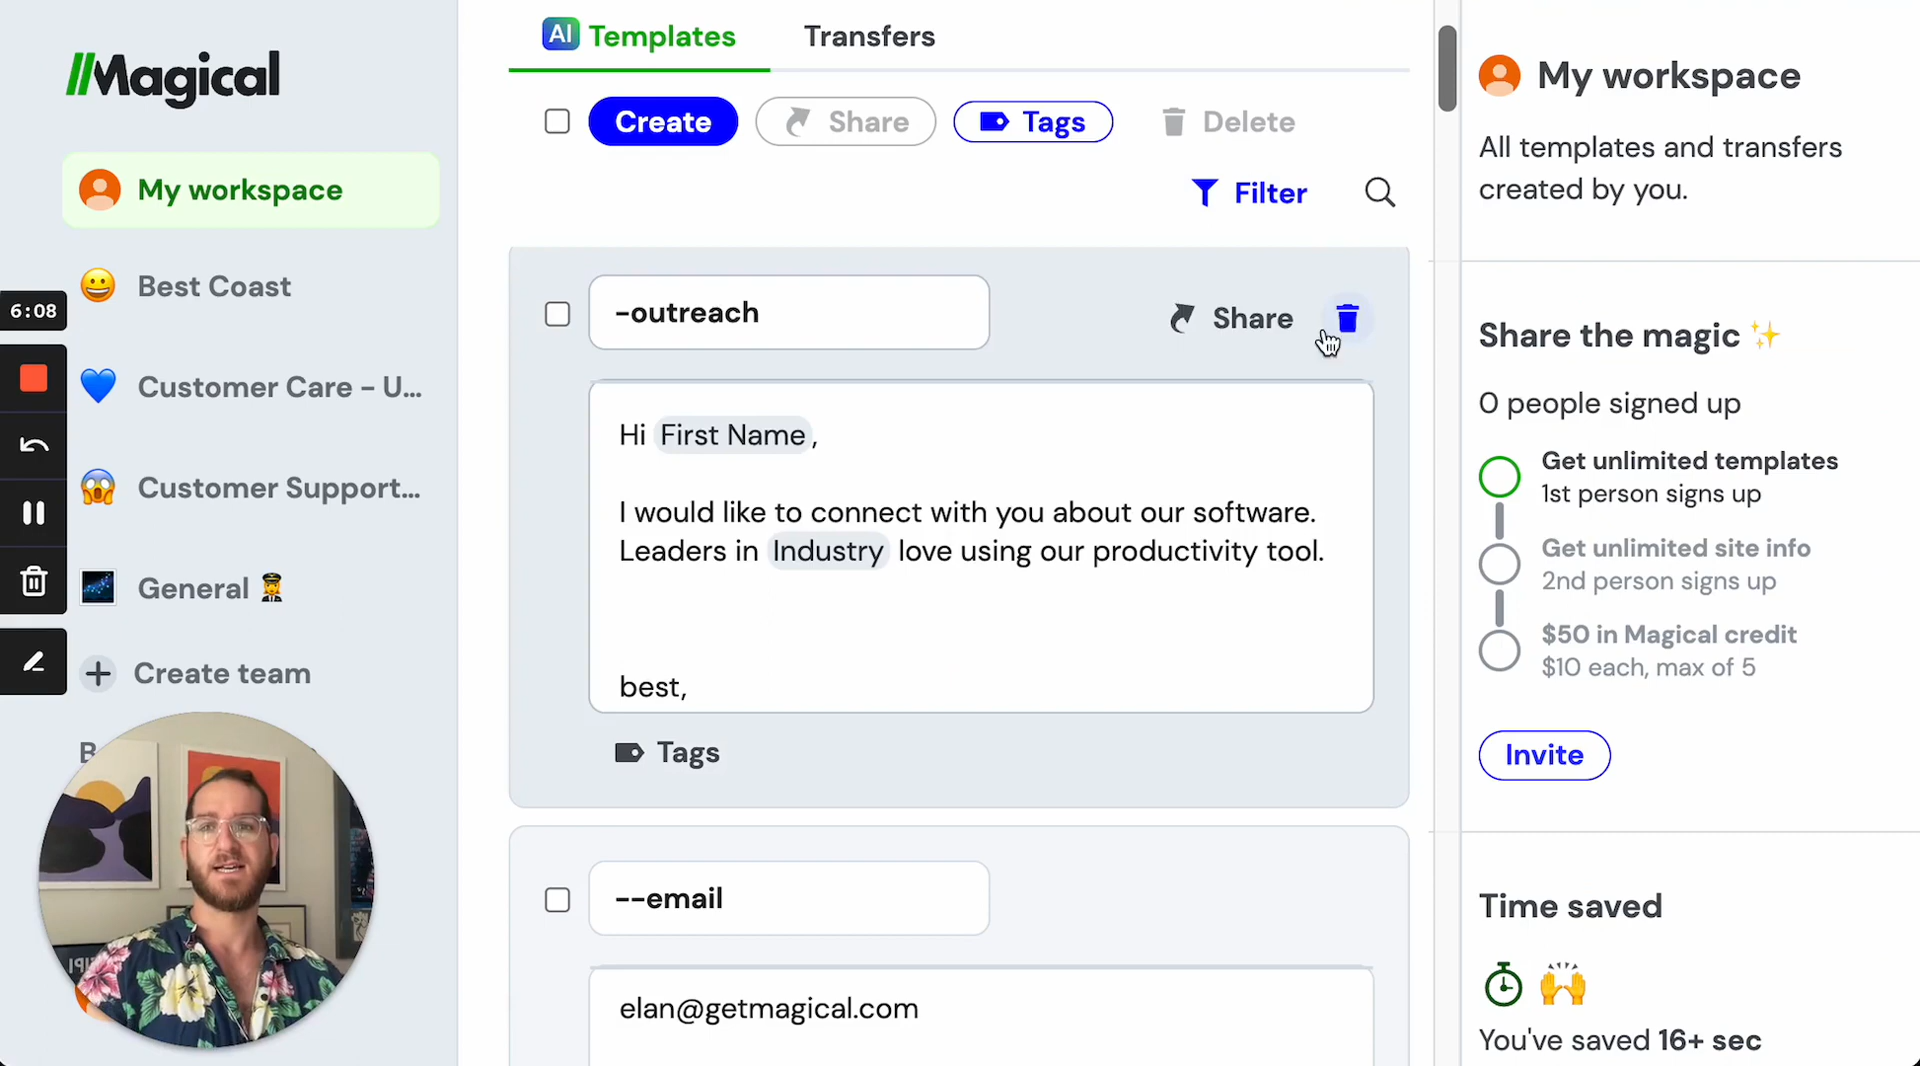 Magical
My workspace
Best Coast
6:08
Customer Care – U...
Customer Support...
General
Create team
AI Templates
Transfers
Create
Share
Tags
Delete
Filter
-outreach
Share
Hi First Name ,
I would like to connect with you about our software.
Leaders in Industry love using our productivity tool.
best,
Tags
--email
elan@getmagical.com
My workspace
All templates and transfers
created by you.
Share the magic ✨
0 people signed up
Get unlimited templates
1st person signs up
Get unlimited site info
2nd person signs up
$50 in Magical credit
$10 each, max of 5
Invite
Time saved
You've saved 16+ sec